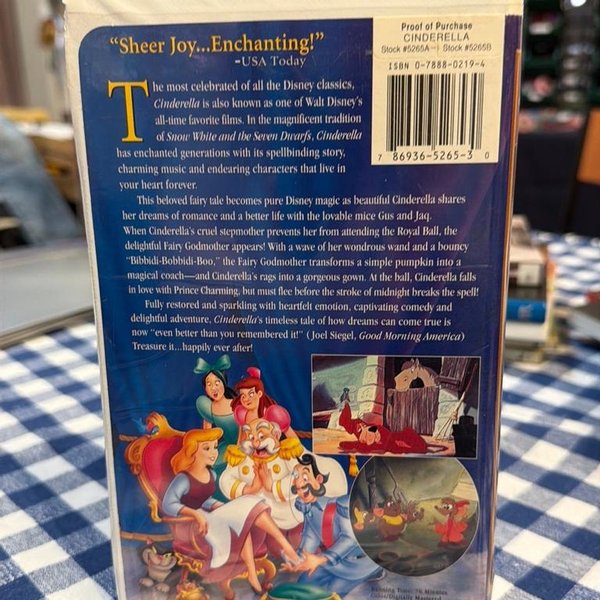 "Sheer Joy...Enchanting!"
-USA Today
Proof of Purchase
CINDERELLA
Stock #5265A-I Stock #5265B
ISBN 0-7888-0219-4
7 86936-5265-3 0
The most celebrated of all the Disney classics,
Cinderella is also known as one of Walt Disney's
all-time favorite films. In the magnificent tradition
of Snow White and the Seven Dwarfs, Cinderella
has enchanted generations with its spellbinding story,
charming music and endearing characters that live in
your heart forever.
This beloved fairy tale becomes pure Disney magic as beautiful Cinderella shares
her dreams of romance and a better life with the lovable mice Gus and Jaq.
When Cinderella's cruel stepmother prevents her from attending the Royal Ball, the
delightful Fairy Godmother appears! With a wave of her wondrous wand and a bouncy
"Bibbidi-Bobbidi-Boo," the Fairy Godmother transforms a simple pumpkin into a
magical coach—and Cinderella's rags into a gorgeous gown. At the ball, Cinderella falls
in love with Prince Charming, but must flee before the stroke of midnight breaks the spell!
Fully restored and sparkling with heartfelt emotion, captivating comedy and
delightful adventure, Cinderella's timeless tale of how dreams can come true is
now "even better than you remembered it!" (Joel Siegel, Good Morning America)
Treasure it...happily ever after!
Running Time: 76 Minutes
Color/Digitally Mastered